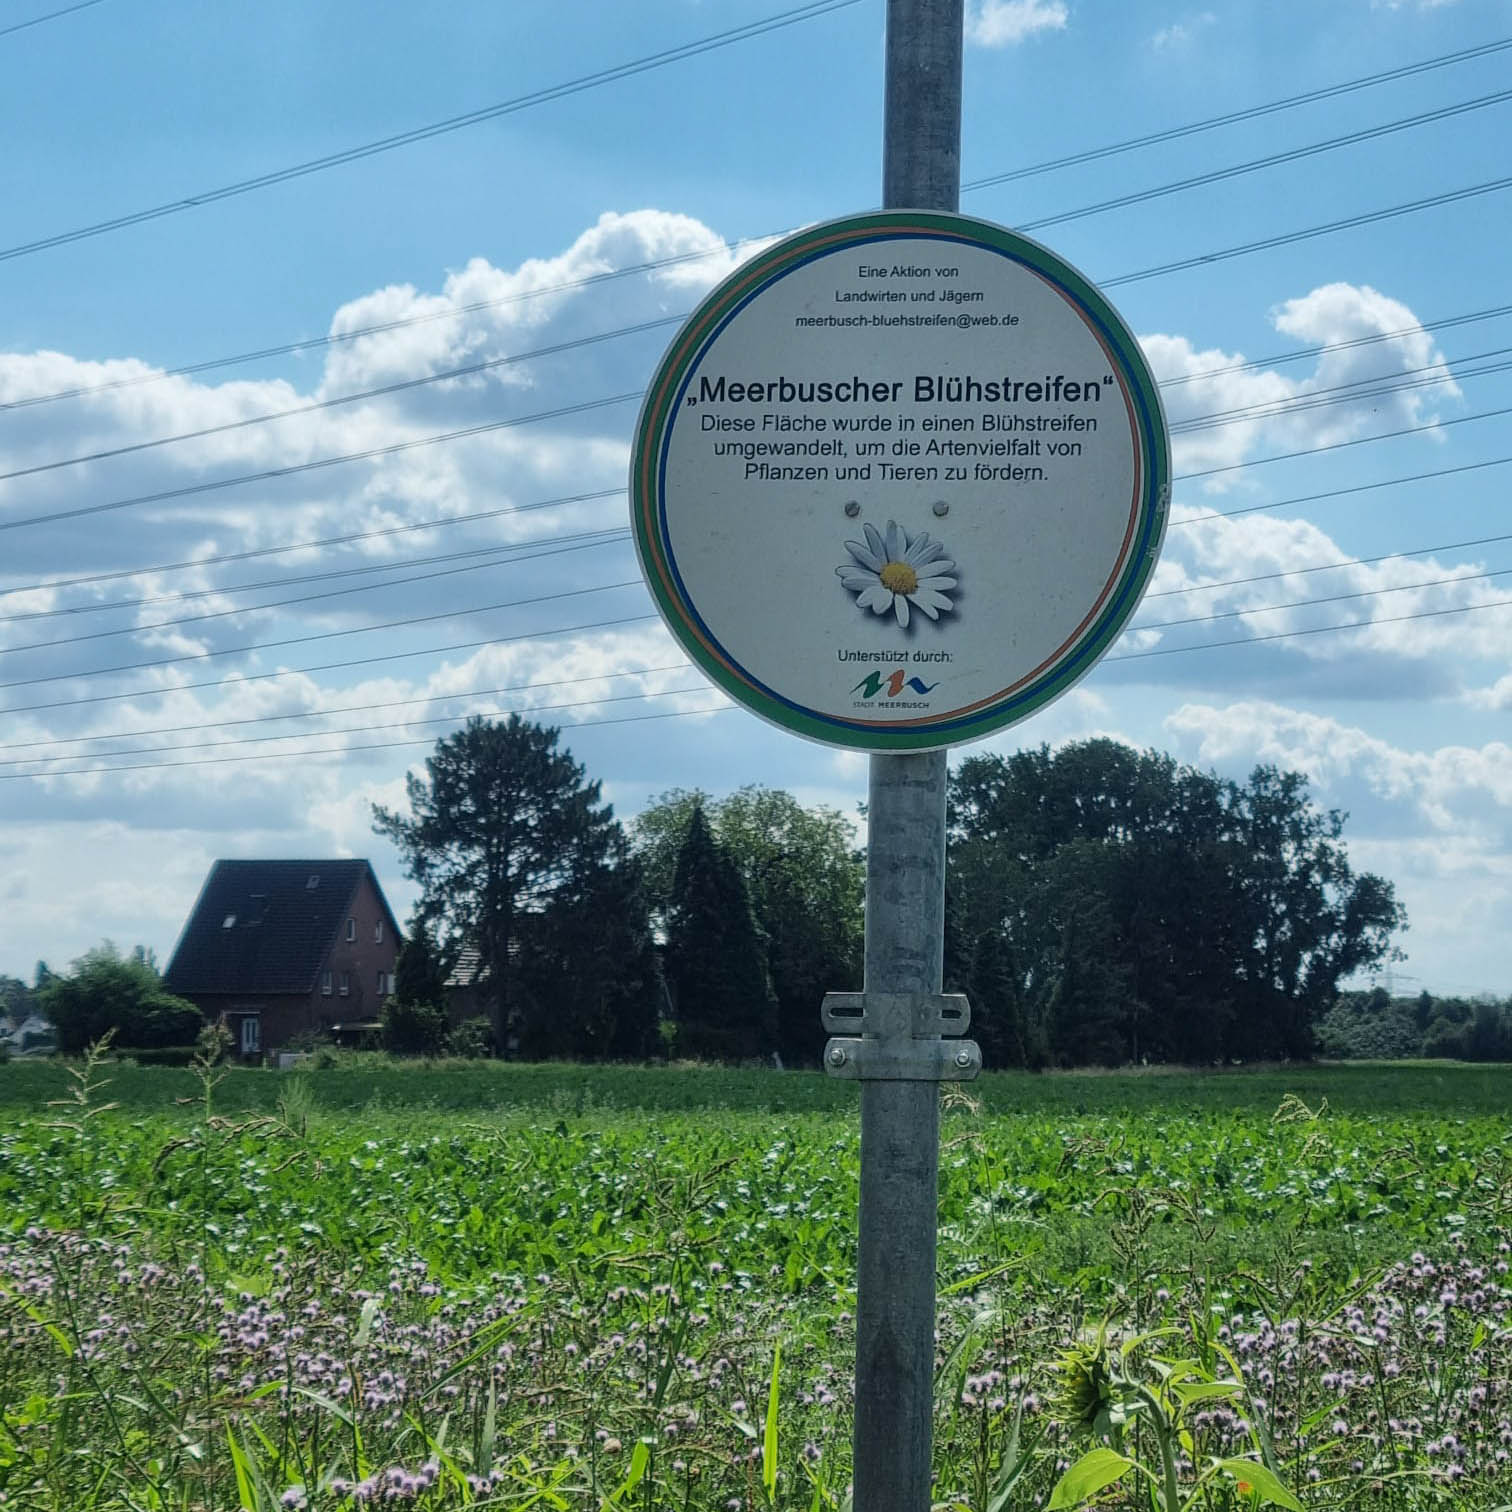 Eine Aktion von
Landwirten und Jägern
meerbusch-bluehstreifen@web.de
„Meerbuscher Blühstreifen“
Diese Fläche wurde in einen Blühstreifen
umgewandelt, um die Artenvielfalt von
Pflanzen und Tieren zu fördern.
Unterstützt durch:
STADT MEERBUSCH